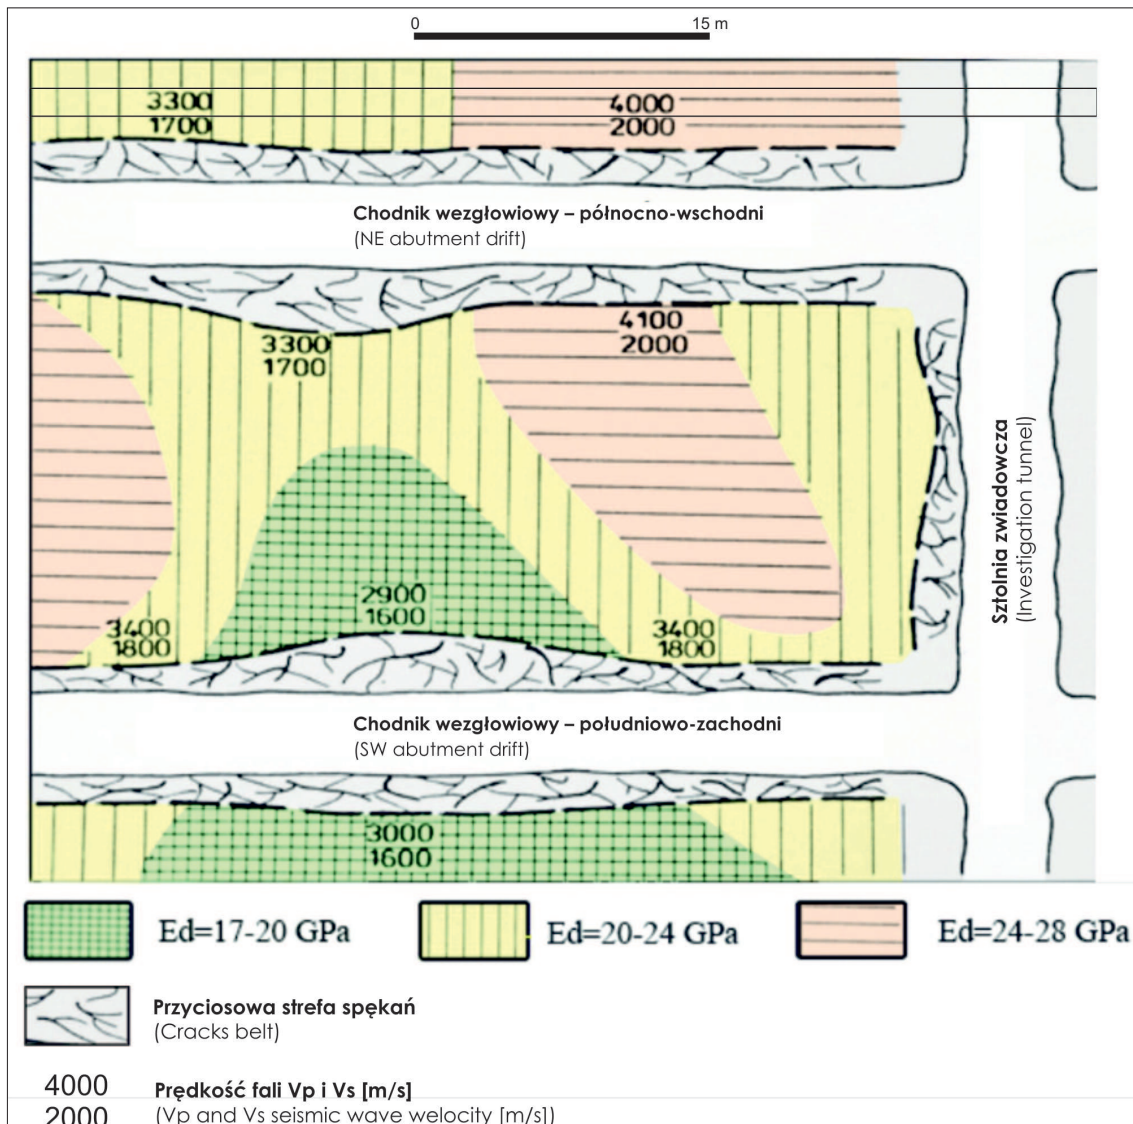 0 15 m
3300
1700
4000
2000
Chodnik wezgłowiowy – północno-wschodni
(NE abutment drift)
3300
1700
4100
2000
2900
1600
3400
1800
3400
1800
Sztolnia zwiadowcza
(Investigation tunnel)
Chodnik wezgłowiowy – południowo-zachodni
(SW abutment drift)
3000
1600
Ed=17-20 GPa
Ed=20-24 GPa
Ed=24-28 GPa
Przyciosowa strefa spękań
(Cracks belt)
4000
2000
Prędkość fali Vp i Vs [m/s]
(Vp and Vs seismic wave welocity [m/s])